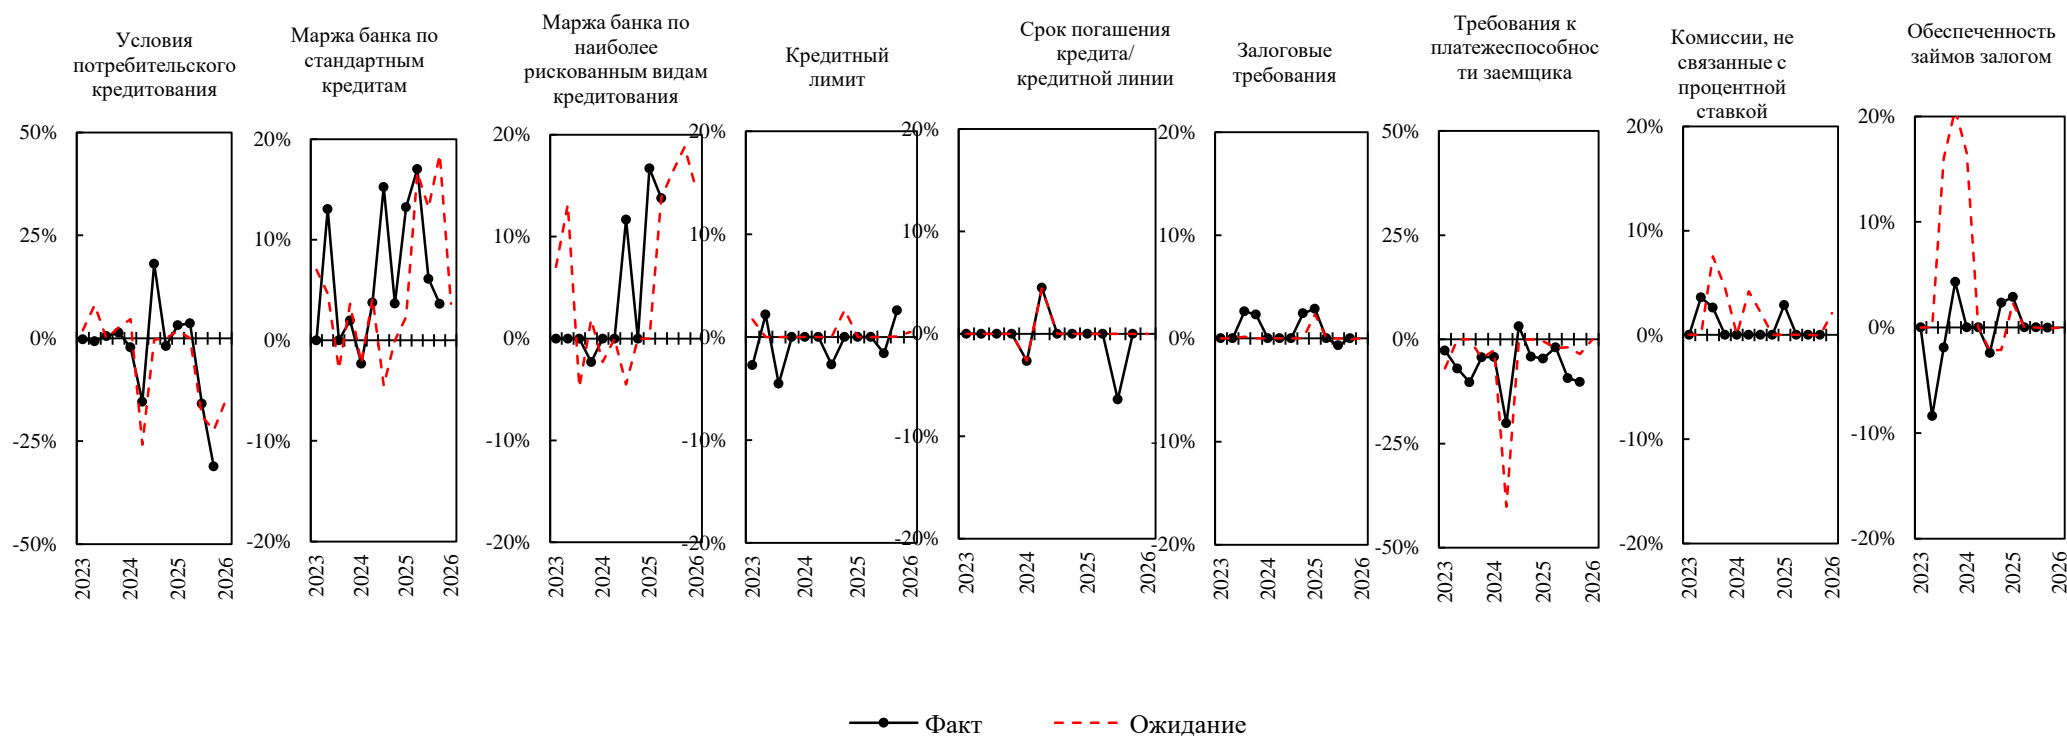 Условия
потребительского
кредитования
50%
25%
0%
-25%
-50%
2023
2024
2025
2026
Маржа банка по
стандартным
кредитам
20%
10%
0%
-10%
-20%
2023
2024
2025
2026
Маржа банка по
наиболее
рискованным видам
кредитования
20%
10%
0%
-10%
-20%
2023
2024
2025
2026
Кредитный
лимит
20%
10%
0%
-10%
-20%
2023
2024
2025
2026
Срок погашения
кредита/
кредитной линии
20%
10%
0%
-10%
-20%
2023
2024
2025
2026
Залоговые
требования
20%
10%
0%
-10%
-20%
2023
2024
2025
2026
Требования к
платежеспособнос
ти заемщика
50%
25%
0%
-25%
-50%
2023
2024
2025
2026
Комиссии, не
связанные с
процентной
ставкой
20%
10%
0%
-10%
-20%
2023
2024
2025
2026
Обеспеченность
займов залогом
20%
10%
0%
-10%
-20%
2023
2024
2025
2026
Факт
Ожидание